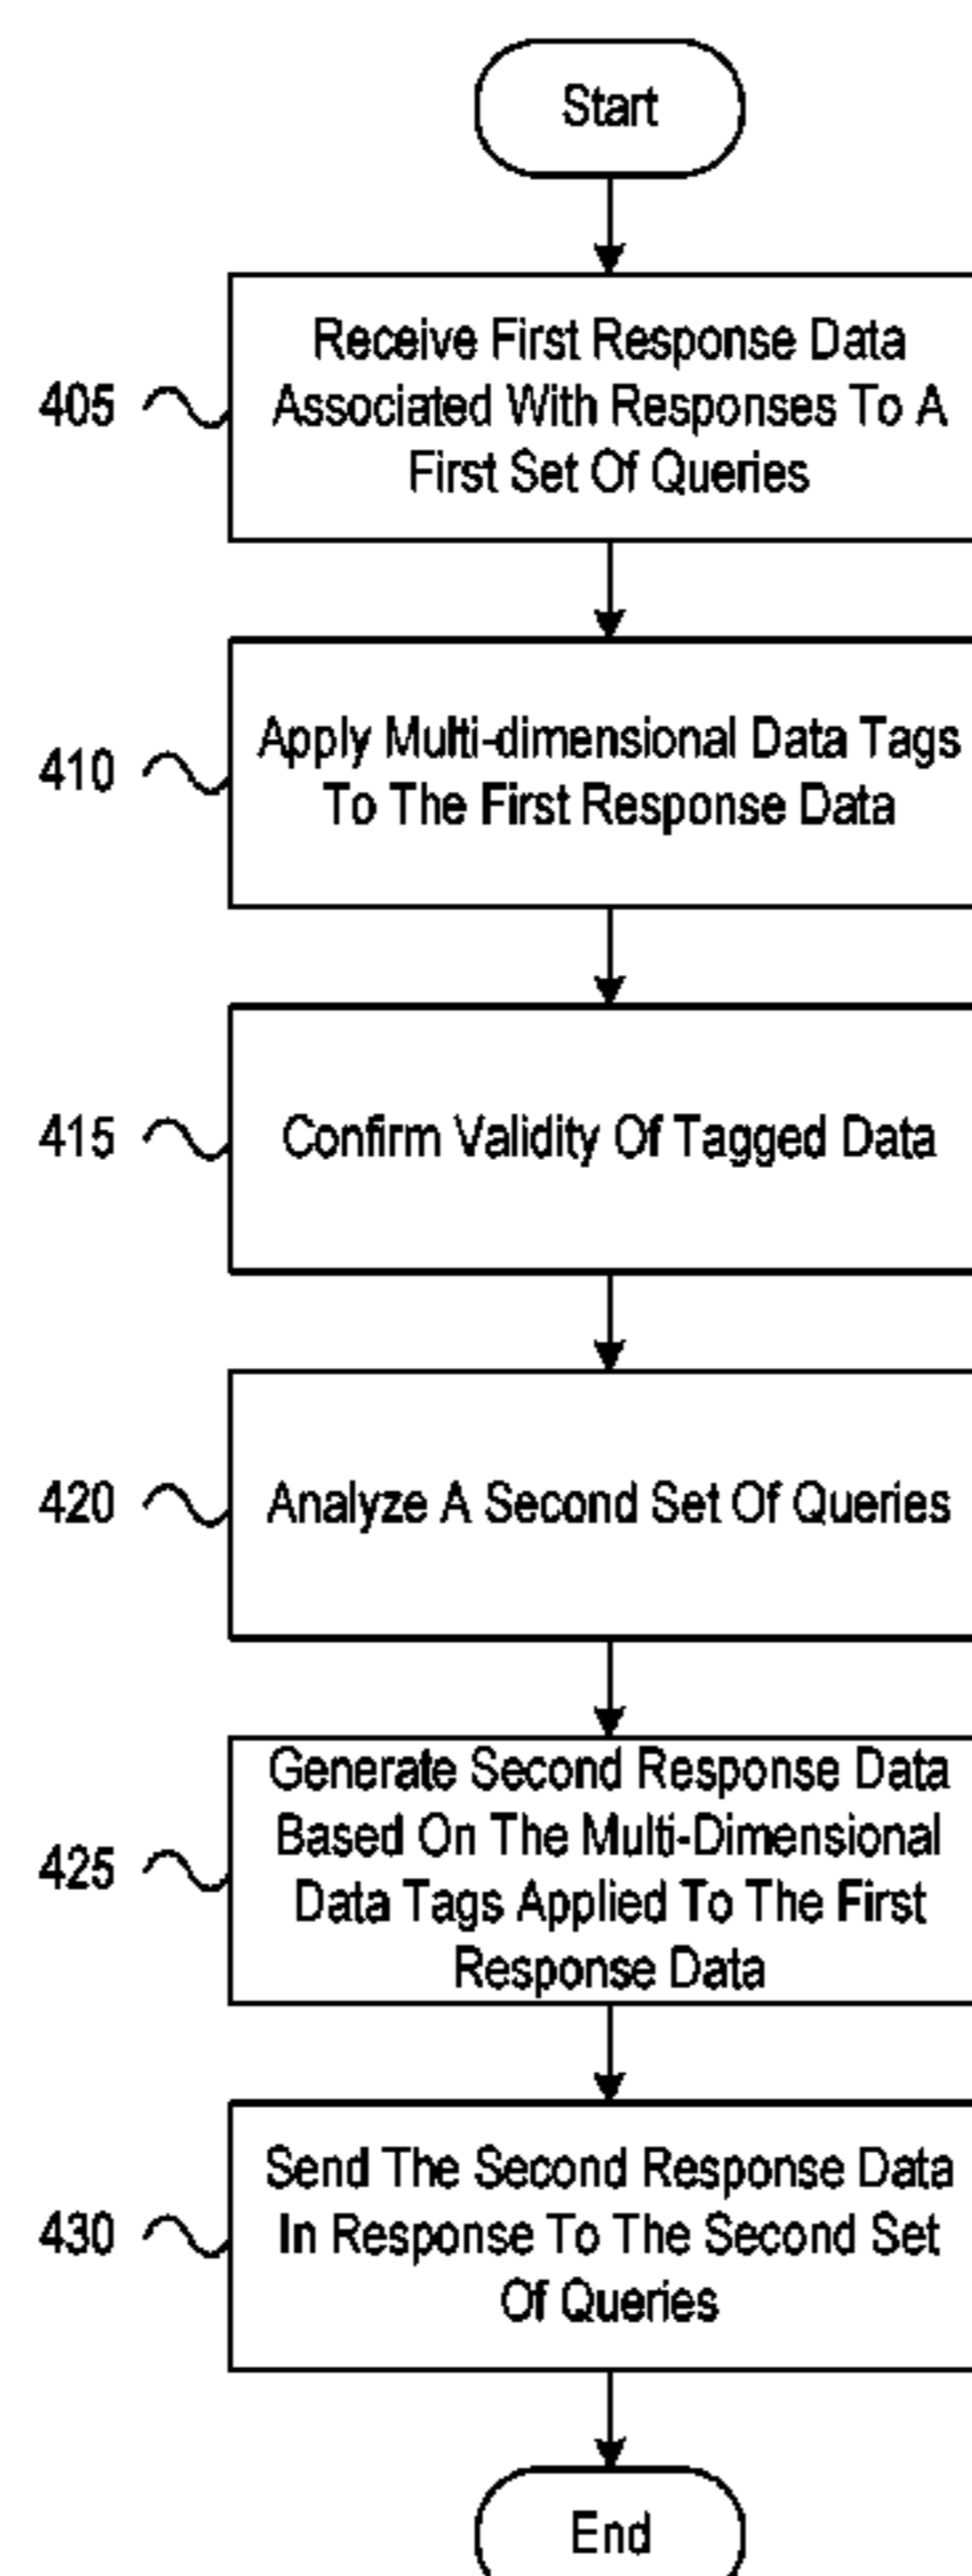 Start
Receive First Response Data
405
Associated With Responses To A
First Set Of Queries
Apply Multi-dimensional Data Tags
410
To The First Response Data
415
Confirm Validity Of Tagged Data
420
Analyze A Second Set Of Queries
Generate Second Response Data
Based On The Multi-Dimensional
425
Data Tags Applied To The First
Response Data
Send The Second Response Data
430
In Response To The Second Set
Of Queries
End